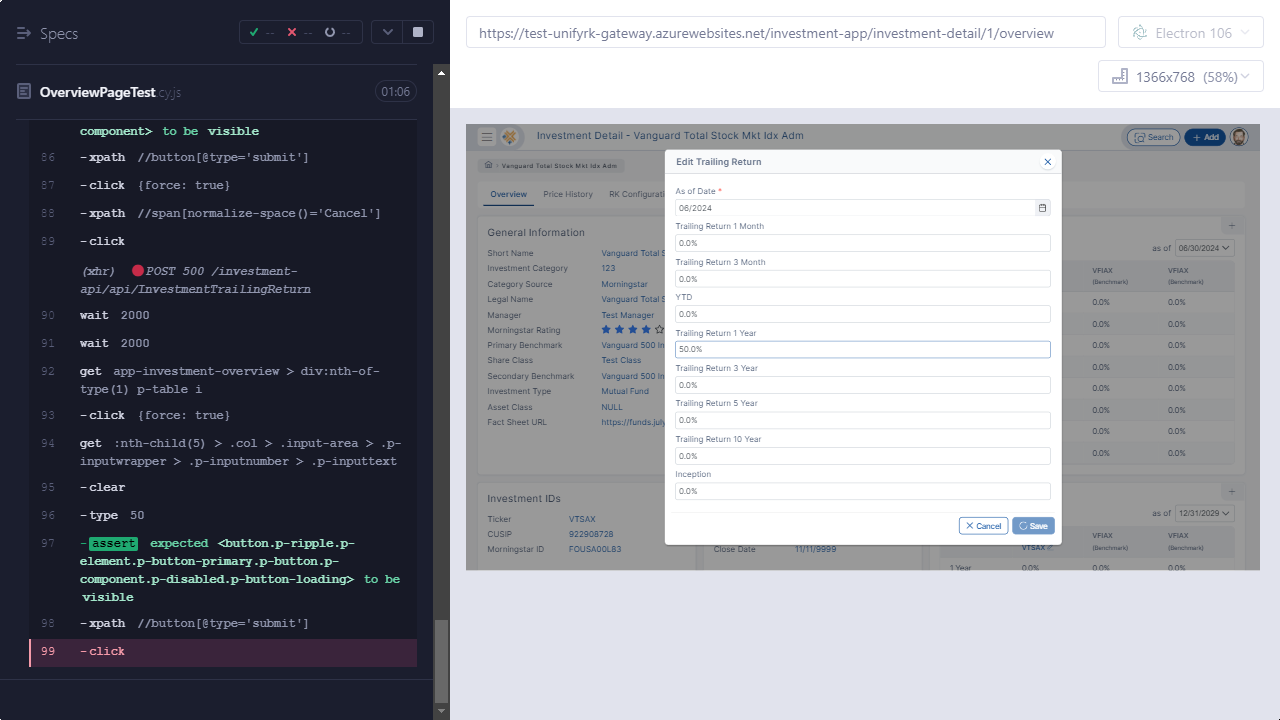 Specs
--
--
--
OverviewPageTest.cy.js
01:06
component> to be visible
86 -xpath //button[@type='submit']
87 -click {force: true}
88 -xpath //span[normalize-space()='Cancel']
89 -click
(xhr) POST 500 /investment-
api/api/InvestmentTrailingReturn
90 wait 2000
91 wait 2000
92 get app-investment-overview > div:nth-of-
type(1) p-table i
93 -click {force: true}
94 get :nth-child(5) > .col > .input-area > .p-
inputwrapper > .p-inputnumber > .p-inputtext
95 -clear
96 -type 50
97 -assert expected <button.p-ripple.p-
element.p-button-primary.p-button.p-
component.p-disabled.p-button-loading> to be
visible
98 -xpath //button[@type='submit']
99 -click
https://test-unifyrk-gateway.azurewebsites.net/investment-app/investment-detail/1/overview
Electron 106
1366x768 (58%)
Investment Detail - Vanguard Total Stock Mkt Idx Adm
Search
+ Add
Vanguard Total Stock Mkt Idx Adm
Overview
Price History
RK Configurati
General Information
Short Name Vanguard Total S
Investment Category 123
Category Source Morningstar
Legal Name Vanguard Total S
Manager Test Manager
Morningstar Rating
Primary Benchmark Vanguard 500 In
Share Class Test Class
Secondary Benchmark Vanguard 500 In
Investment Type Mutual Fund
Asset Class NULL
Fact Sheet URL https://funds.july
Investment IDs
Ticker VTSAX
CUSIP 922908728
Morningstar ID FOUSA00L83
Edit Trailing Return
As of Date *
06/2024
Trailing Return 1 Month
0.0%
Trailing Return 3 Month
0.0%
YTD
0.0%
Trailing Return 1 Year
50.0%
Trailing Return 3 Year
0.0%
Trailing Return 5 Year
0.0%
Trailing Return 10 Year
0.0%
Inception
0.0%
Cancel
Save
Close Date 11/11/9999
as of 06/30/2024
VFIAX VFIAX
(Benchmark) (Benchmark)
0.0% 0.0%
0.0% 0.0%
0.0% 0.0%
0.0% 0.0%
0.0% 0.0%
0.0% 0.0%
0.0% 0.0%
0.0% 0.0%
as of 12/31/2029
VTSAX
VFIAX VFIAX
(Benchmark) (Benchmark)
1 Year 0.0% 0.0% 0.0%